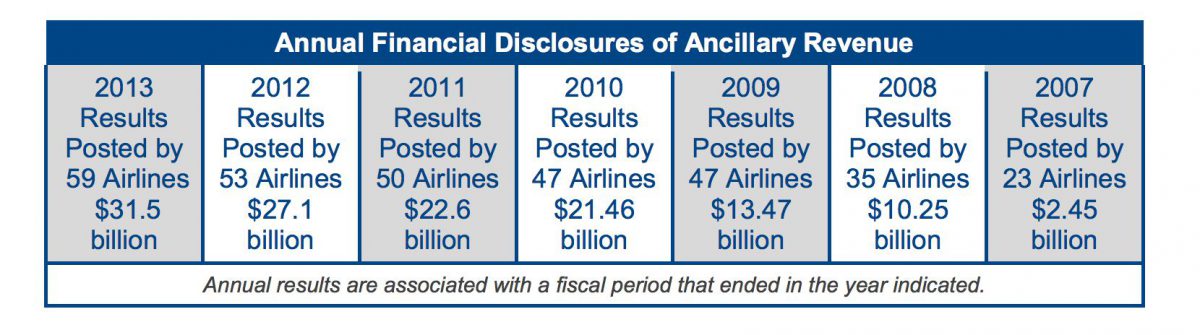 Annual Financial Disclosures of Ancillary Revenue
2013
Results
Posted by
59 Airlines
$31.5
billion
2012
Results
Posted by
53 Airlines
$27.1
billion
2011
Results
Posted by
50 Airlines
$22.6
billion
2010
Results
Posted by
47 Airlines
$21.46
billion
2009
Results
Posted by
47 Airlines
$13.47
billion
2008
Results
Posted by
35 Airlines
$10.25
billion
2007
Results
Posted by
23 Airlines
$2.45
billion
Annual results are associated with a fiscal period that ended in the year indicated.